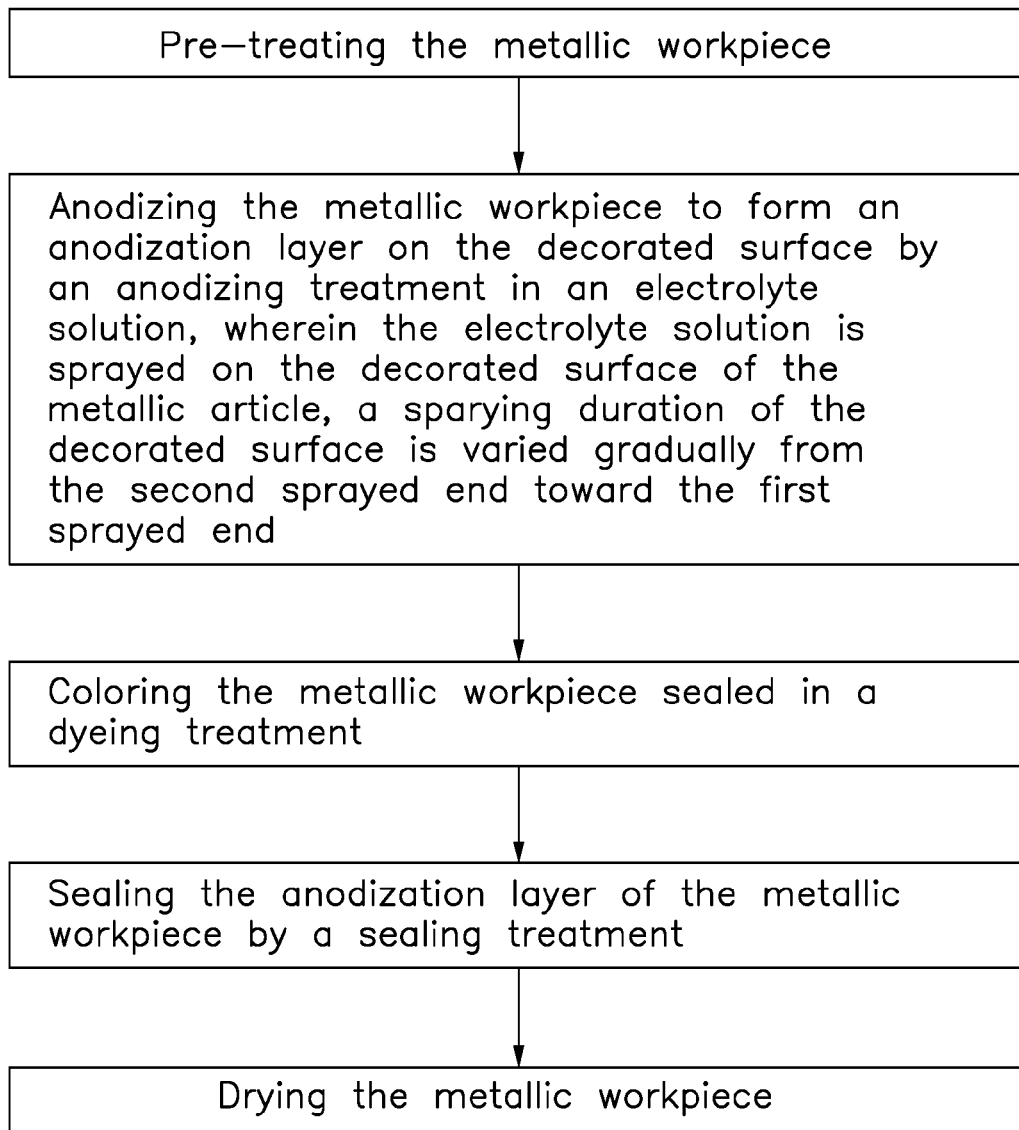 Pre-treating the metallic workpiece
Anodizing the metallic workpiece to form an
anodization layer on the decorated surface by
an anodizing treatment in an electrolyte
solution, wherein the electrolyte solution is
sprayed on the decorated surface of the
metallic article, a sparying duration of the
decorated surface is varied gradually from
the second sprayed end toward the first
sprayed end
Coloring the metallic workpiece sealed in a
dyeing treatment
Sealing the anodization layer of the metallic
workpiece by a sealing treatment
Drying the metallic workpiece